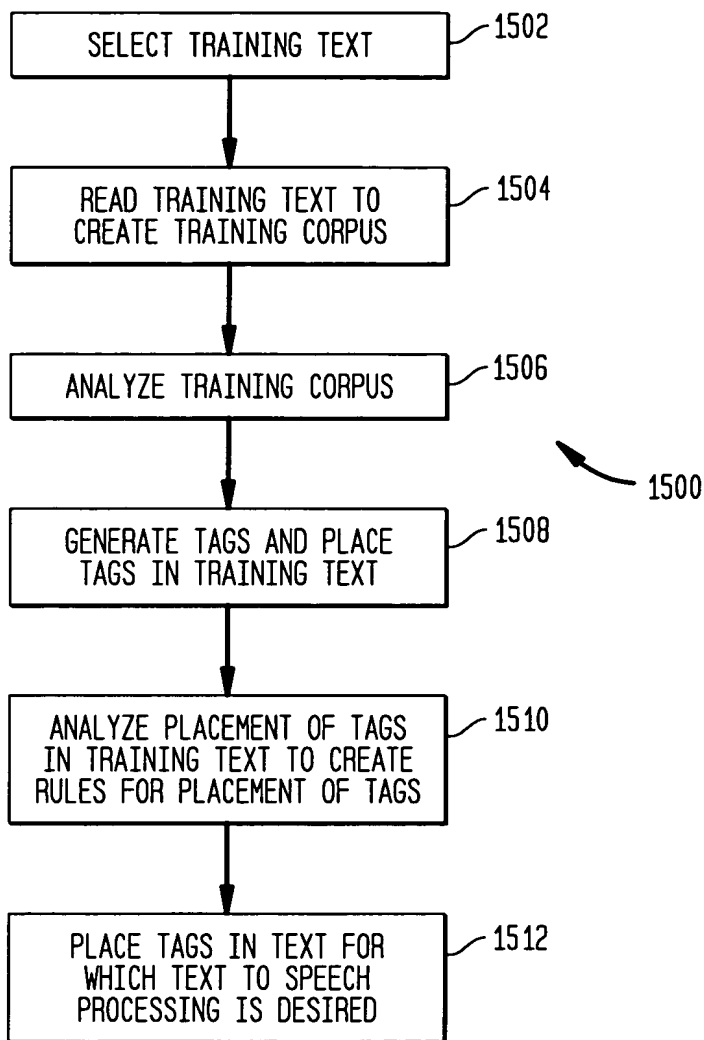 SELECT TRAINING TEXT
1502
READ TRAINING TEXT TO
CREATE TRAINING CORPUS
1504
ANALYZE TRAINING CORPUS
1506
1500
GENERATE TAGS AND PLACE
TAGS IN TRAINING TEXT
1508
ANALYZE PLACEMENT OF TAGS
IN TRAINING TEXT TO CREATE
RULES FOR PLACEMENT OF TAGS
1510
PLACE TAGS IN TEXT FOR
WHICH TEXT TO SPEECH
PROCESSING IS DESIRED
1512